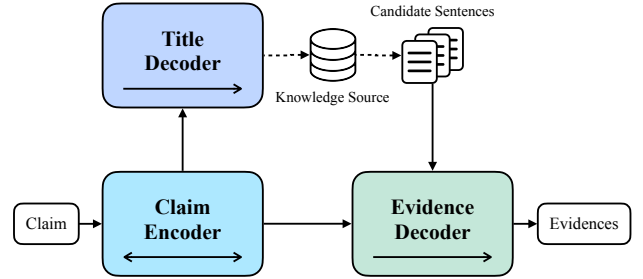 Title
Decoder
Candidate Sentences
Knowledge Source
Claim
Claim
Encoder
Evidence
Decoder
Evidences